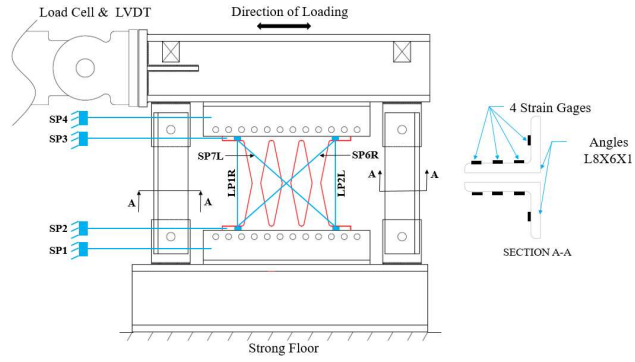 Load Cell & LVDT
Direction of Loading
SP4
SP3
SP7L
SP6R
LP1R
LP2L
A
A
A
A
SP2
SP1
Strong Floor
4 Strain Gages
Angles
L8X6X1
SECTION A-A